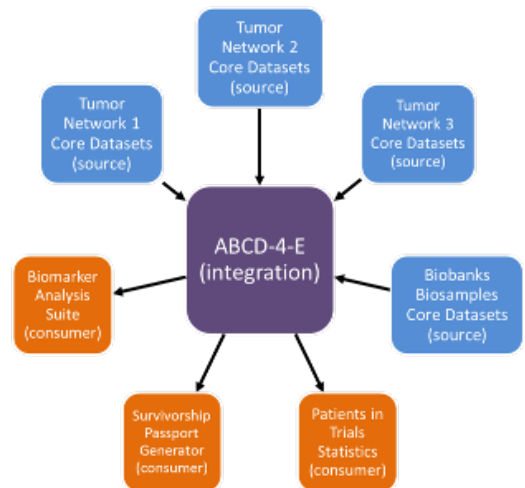 Tumor
Network 2
Core Datasets
(source)
Tumor
Network 1
Core Datasets
(source)
Tumor
Network 3
Core Datasets
(source)
ABCD-4-E
(integration)
Biomarker
Analysis
Suite
(consumer)
Biobanks
Biosamples
Core Datasets
(source)
Survivorship
Passport
Generator
(consumer)
Patients in
Trials
Statistics
(consumer)